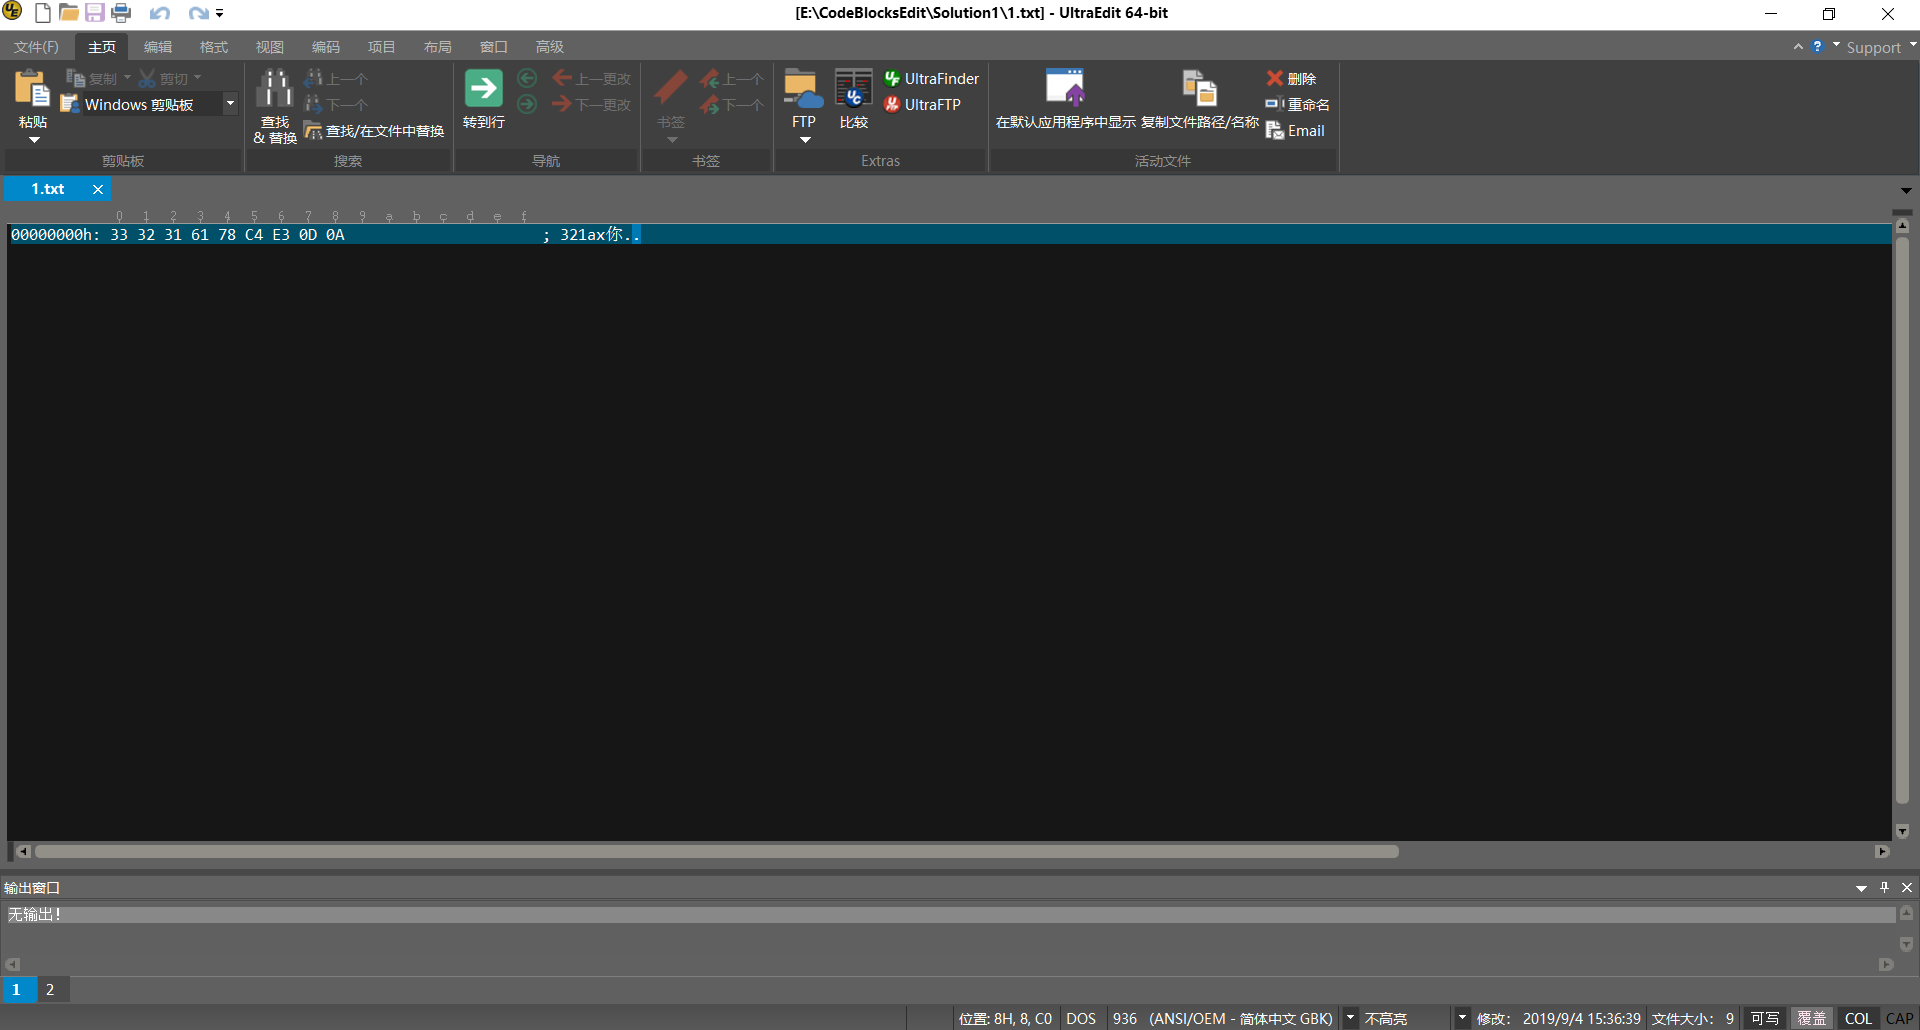 [E:\CodeBlocksEdit\Solution1\1.txt] - UltraEdit 64-bit
文件(F) 主页 编辑 格式 视图 编码 项目 布局 窗口 高级 ? Support
粘贴
复制 剪切
Windows 剪贴板
剪贴板
查找
& 替换
上一个
下一个
查找/在文件中替换
搜索
转到行
上一更改
下一更改
导航
书签
上一个
下一个
书签
FTP
比较
UltraFinder
UltraFTP
Extras
在默认应用程序中显示
复制文件路径/名称
删除
重命名
Email
活动文件
1.txt
0 1 2 3 4 5 6 7 8 9 a b c d e f
00000000h: 33 32 31 61 78 C4 E3 0D 0A ; 321ax你..
输出窗口
无输出!
1 2
位置: 8H, 8, C0 DOS 936 (ANSI/OEM - 简体中文 GBK) 不高亮 修改: 2019/9/4 15:36:39 文件大小: 9 可写 覆盖 COL CAP